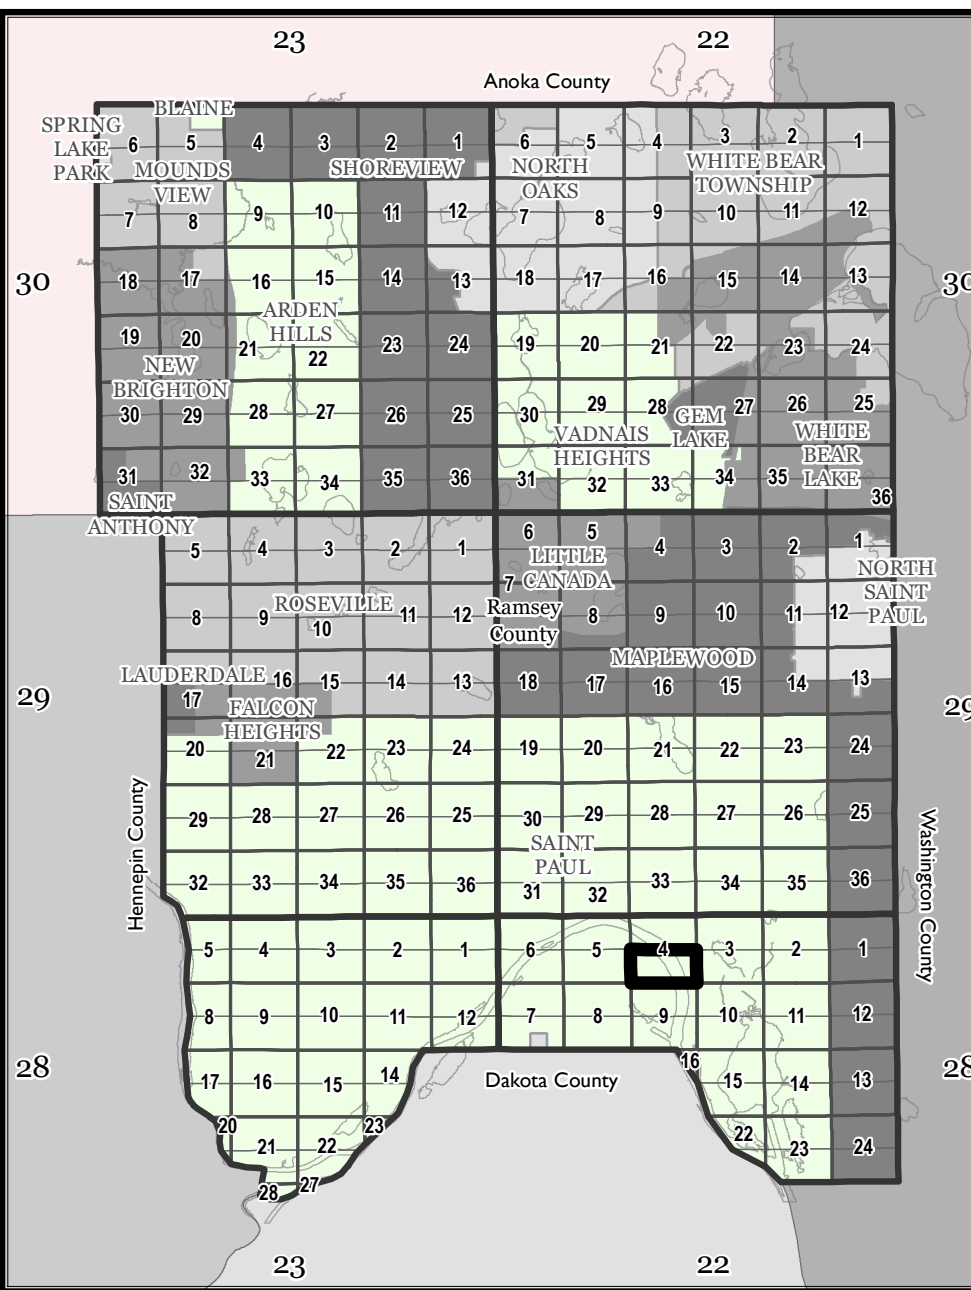 23 22
Anoka County
BLAINE
SPRING
LAKE
PARK
6 5 4 3 2 1 6 5 4 3 2 1
MOUNDS
VIEW
SHOREVIEW
NORTH
OAKS
WHITE BEAR
TOWNSHIP
7 8 9 10 11 12 7 8 9 10 11 12
30 18 17 16 15 14 13 18 17 16 15 14 13 30
ARDEN
HILLS
19 20 21 22 23 24 19 20 21 22 23 24
NEW
BRIGHTON
30 29 28 27 26 25 30 29 28 27 26 25
GEM
LAKE
VADNAIS
HEIGHTS
WHITE
BEAR
LAKE
31 32 33 34 35 36 31 32 33 34 35 36
SAINT
ANTHONY
5 4 3 2 1 6 5 4 3 2 1
LITTLE
CANADA
NORTH
SAINT
PAUL
8 9 10 11 12 7 8 9 10 11 12
ROSEVILLE
Ramsey
County
MAPLEWOOD
LAUDERDALE
29 17 16 15 14 13 18 17 16 15 14 13 29
FALCON
HEIGHTS
20 21 22 23 24 19 20 21 22 23 24
29 28 27 26 25 30 29 28 27 26 25
Hennepin County
Washington County
SAINT
PAUL
32 33 34 35 36 31 32 33 34 35 36
5 4 3 2 1 6 5 4 3 2 1
8 9 10 11 12 7 8 9 10 11 12
28 17 16 15 14 16 15 14 13 28
Dakota County
20 21 22 23 22 23 24
28 27
23 22